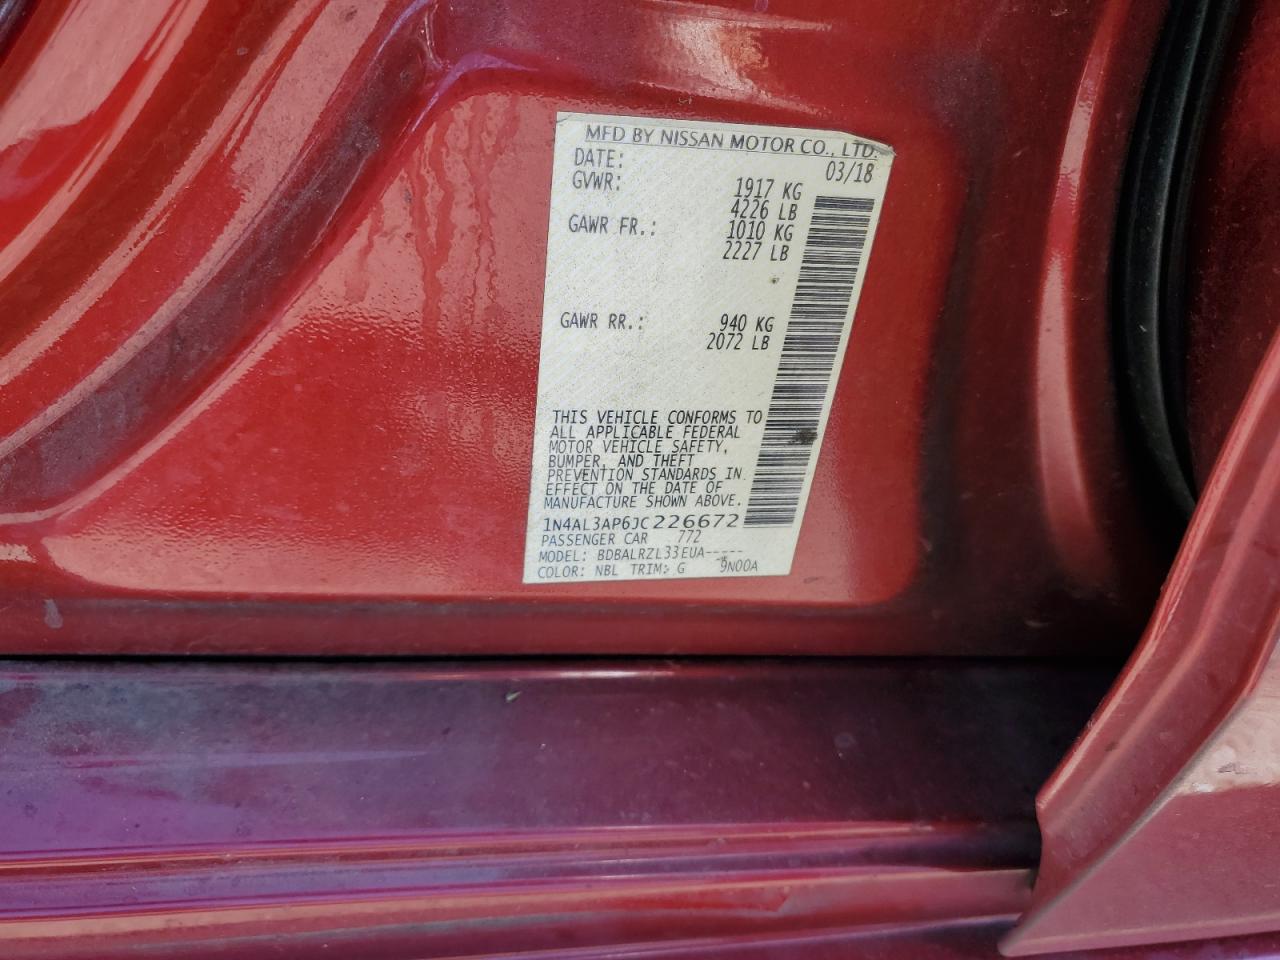 MFD BY NISSAN MOTOR CO., LTD.
DATE: 03/18
GVWR: 1917 KG
4226 LB
GAWR FR.: 1010 KG
2227 LB
GAWR RR.: 940 KG
2072 LB
THIS VEHICLE CONFORMS TO
ALL APPLICABLE FEDERAL
MOTOR VEHICLE SAFETY,
BUMPER, AND THEFT
PREVENTION STANDARDS IN
EFFECT ON THE DATE OF
MANUFACTURE SHOWN ABOVE.
1N4AL3AP6JC226672
PASSENGER CAR 772
MODEL: BDBALRZL33EUA-----
COLOR: NBL TRIM: G 9N00A